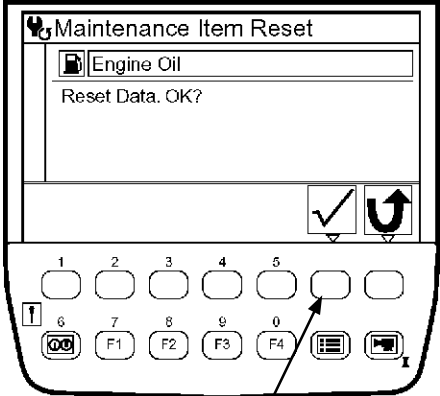 Maintenance Item Reset
Engine Oil
Reset Data. OK?
1 2 3 4 5
6 7 8 9 0
F1 F2 F3 F4
I